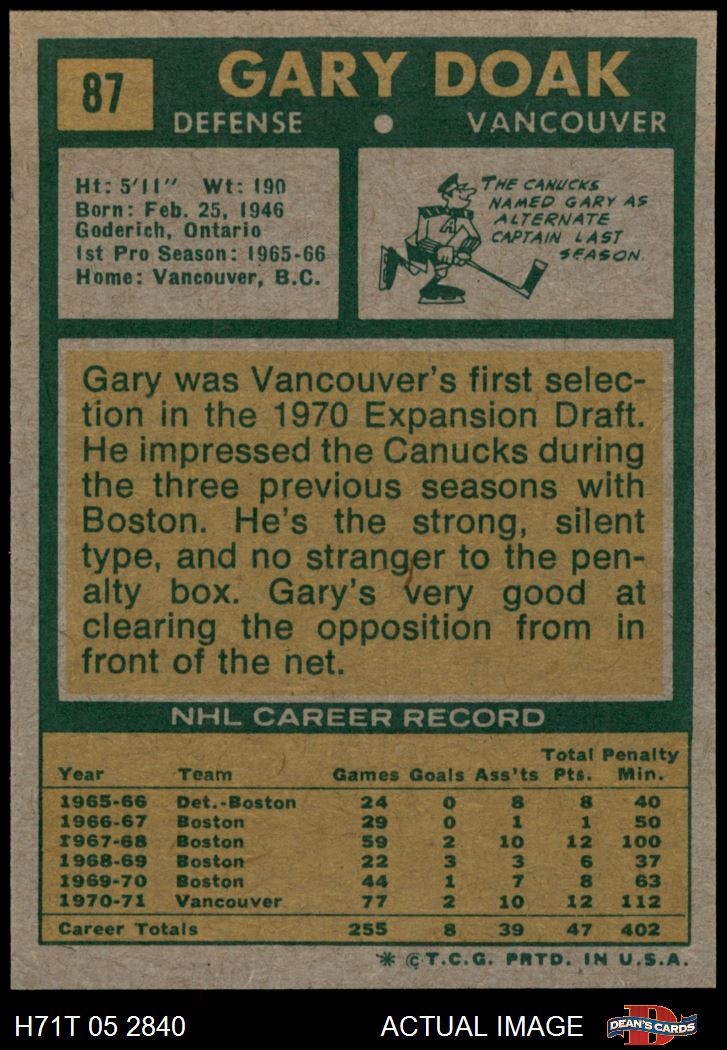 87
GARY DOAK
DEFENSE
VANCOUVER
Ht: 5'11" Wt: 190
Born: Feb. 25, 1946
Goderich, Ontario
1st Pro Season: 1965-66
Home: Vancouver, B.C.
THE CANUCKS
NAMED GARY AS
ALTERNATE
CAPTAIN LAST
SEASON.
A
Gary was Vancouver's first selec-
tion in the 1970 Expansion Draft.
He impressed the Canucks during
the three previous seasons with
Boston. He's the strong, silent
type, and no stranger to the pen-
alty box. Gary's very good at
clearing the opposition from in
front of the net.
NHL CAREER RECORD
Total Penalty
Year Team Games Goals Ass'ts Pts. Min.
1965-66 Det.-Boston 24 0 8 8 40
1966-67 Boston 29 0 1 1 50
1967-68 Boston 59 2 10 12 100
1968-69 Boston 22 3 3 6 37
1969-70 Boston 44 1 7 8 63
1970-71 Vancouver 77 2 10 12 112
Career Totals 255 8 39 47 402
* © T.C.G. PRTD. IN U.S.A.
H71T 05 2840
ACTUAL IMAGE
D
DEAN'S CARDS